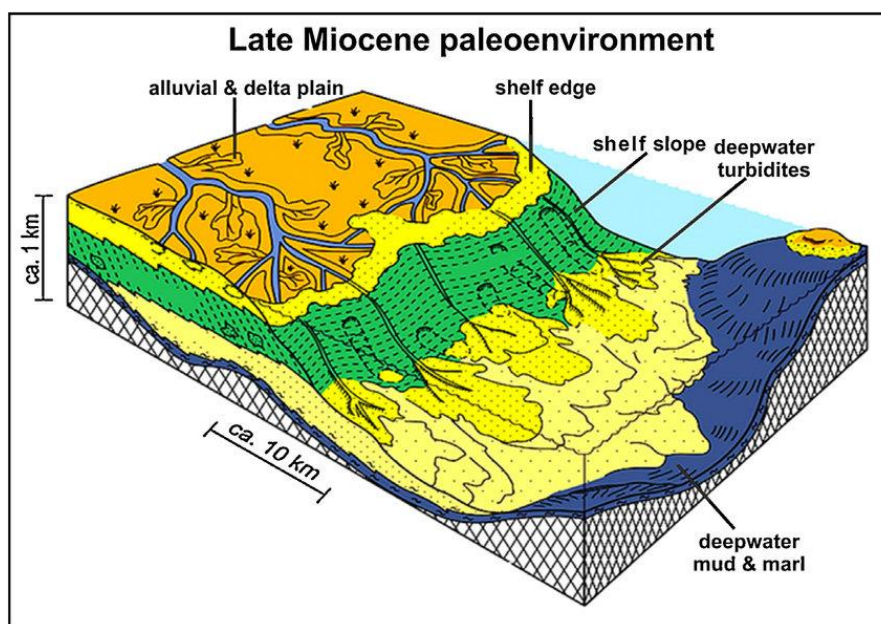 Late Miocene paleoenvironment
alluvial & delta plain
shelf edge
shelf slope
deepwater
turbidites
ca. 1 km
ca. 10 km
deepwater
mud & marl